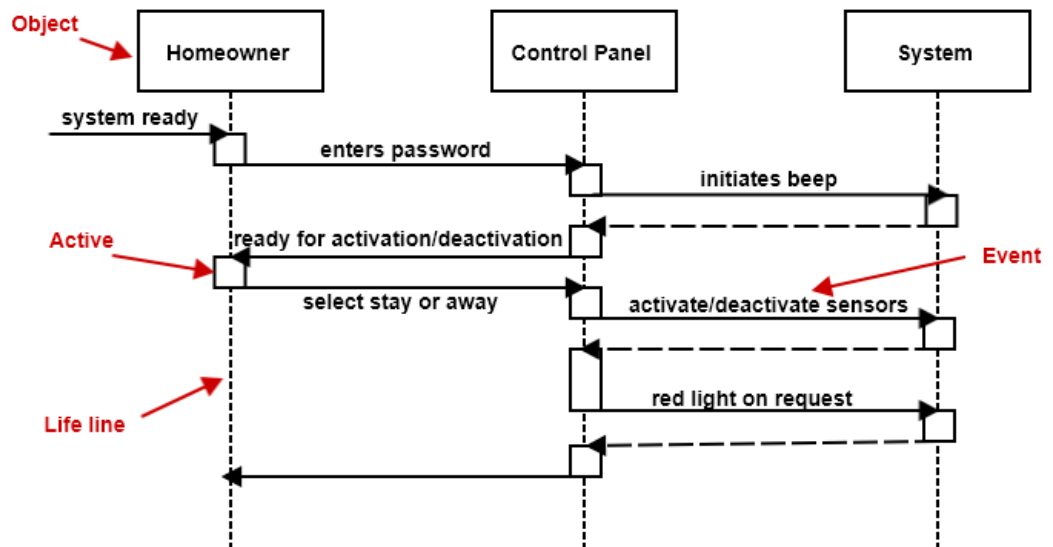 Object
Homeowner
Control Panel
System
system ready
enters password
initiates beep
ready for activation/deactivation
Active
Event
select stay or away
activate/deactivate sensors
red light on request
Life line